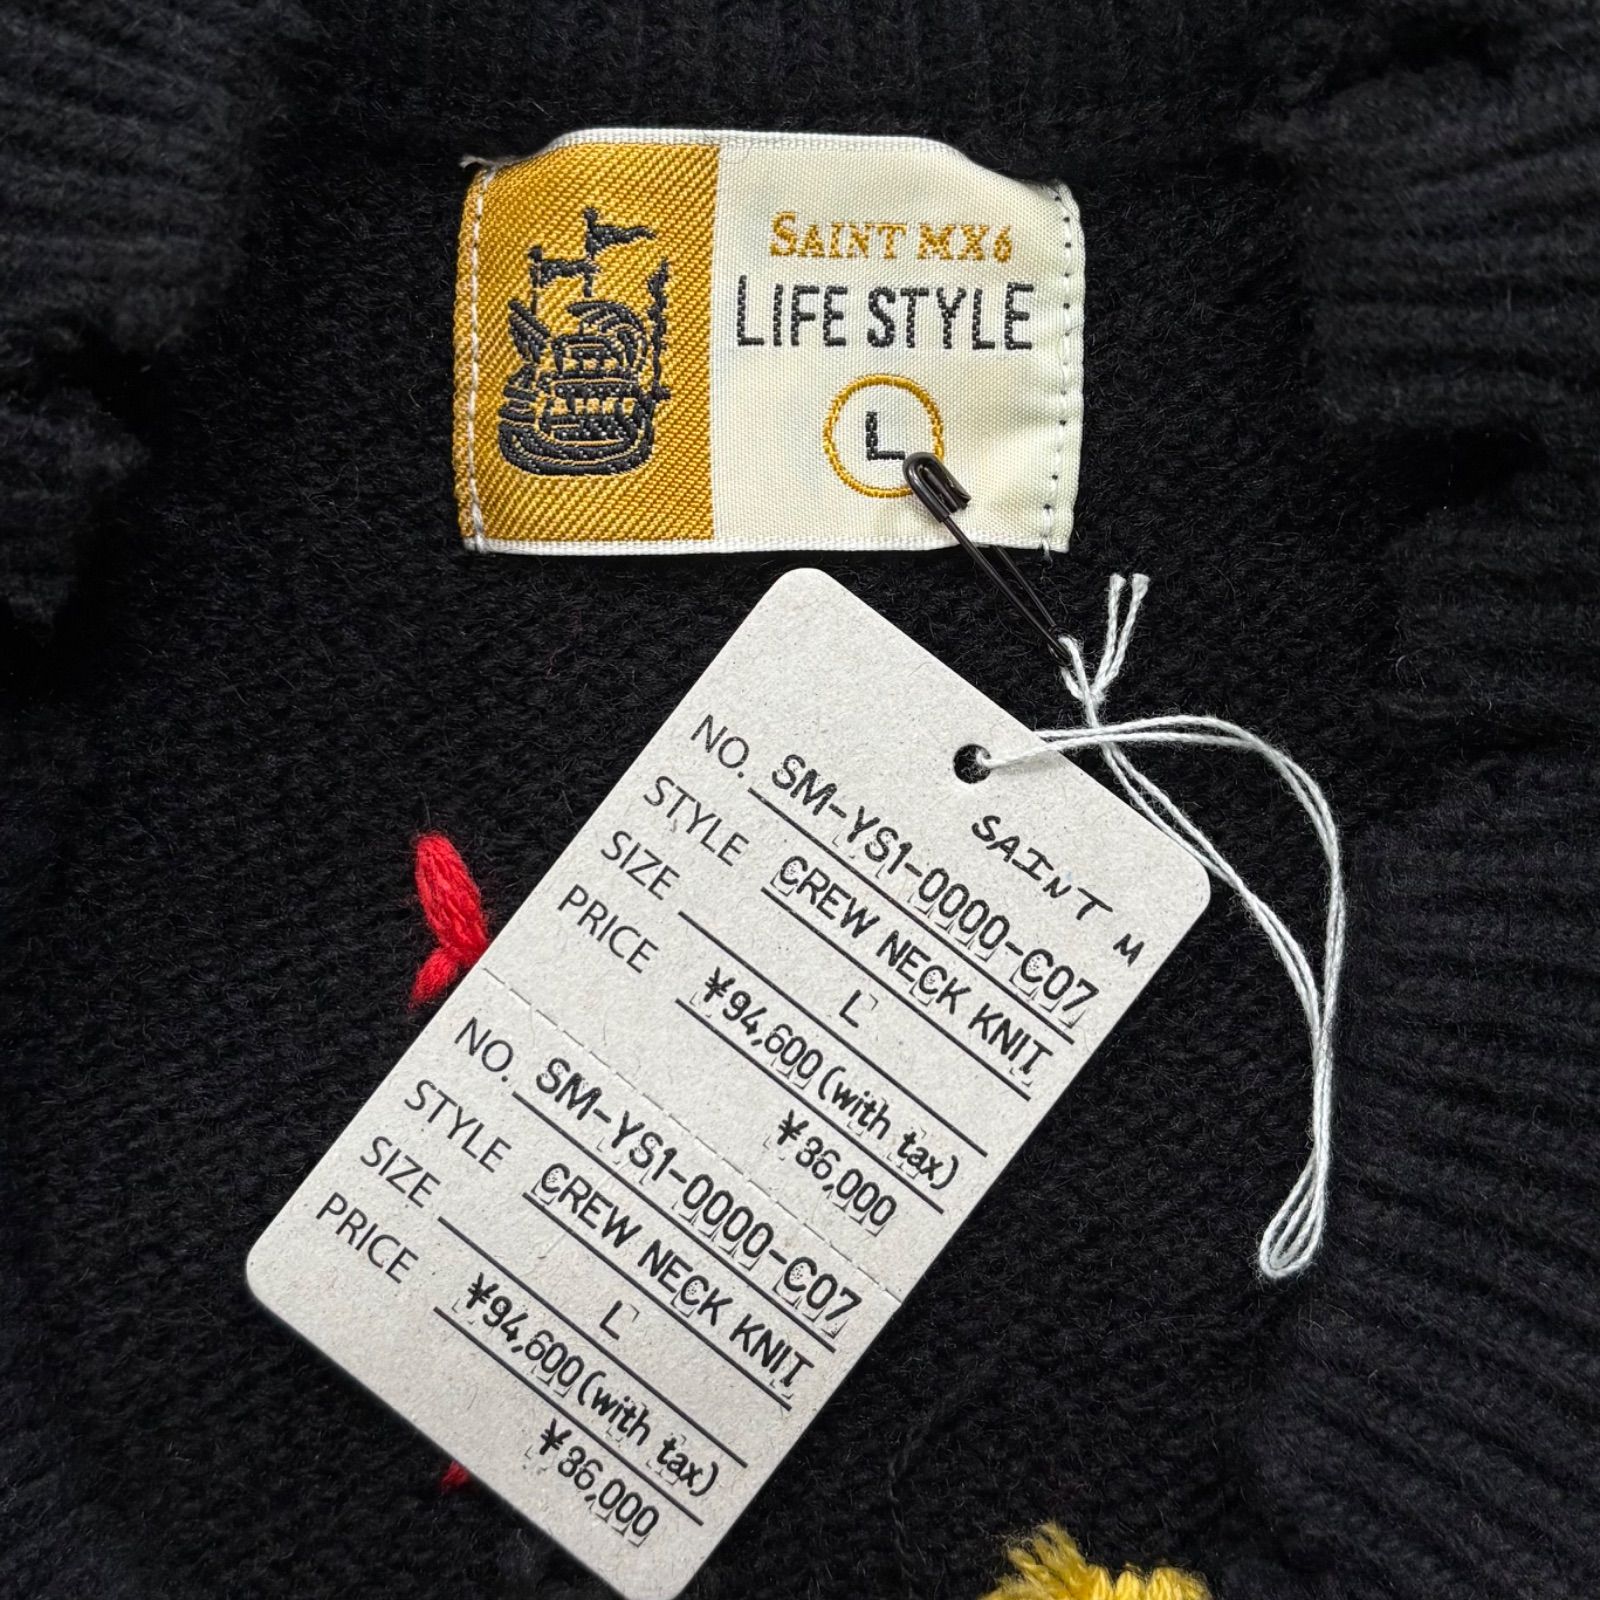 SAINT MX6
LIFE STYLE
L
SAINT M
NO. SM-YS1-0000-C07
STYLE CREW NECK KNIT
SIZE L
PRICE ¥94,600(with tax)
¥86,000
NO. SM-YS1-0000-C07
STYLE CREW NECK KNIT
SIZE L
PRICE ¥94,600(with tax)
¥86,000